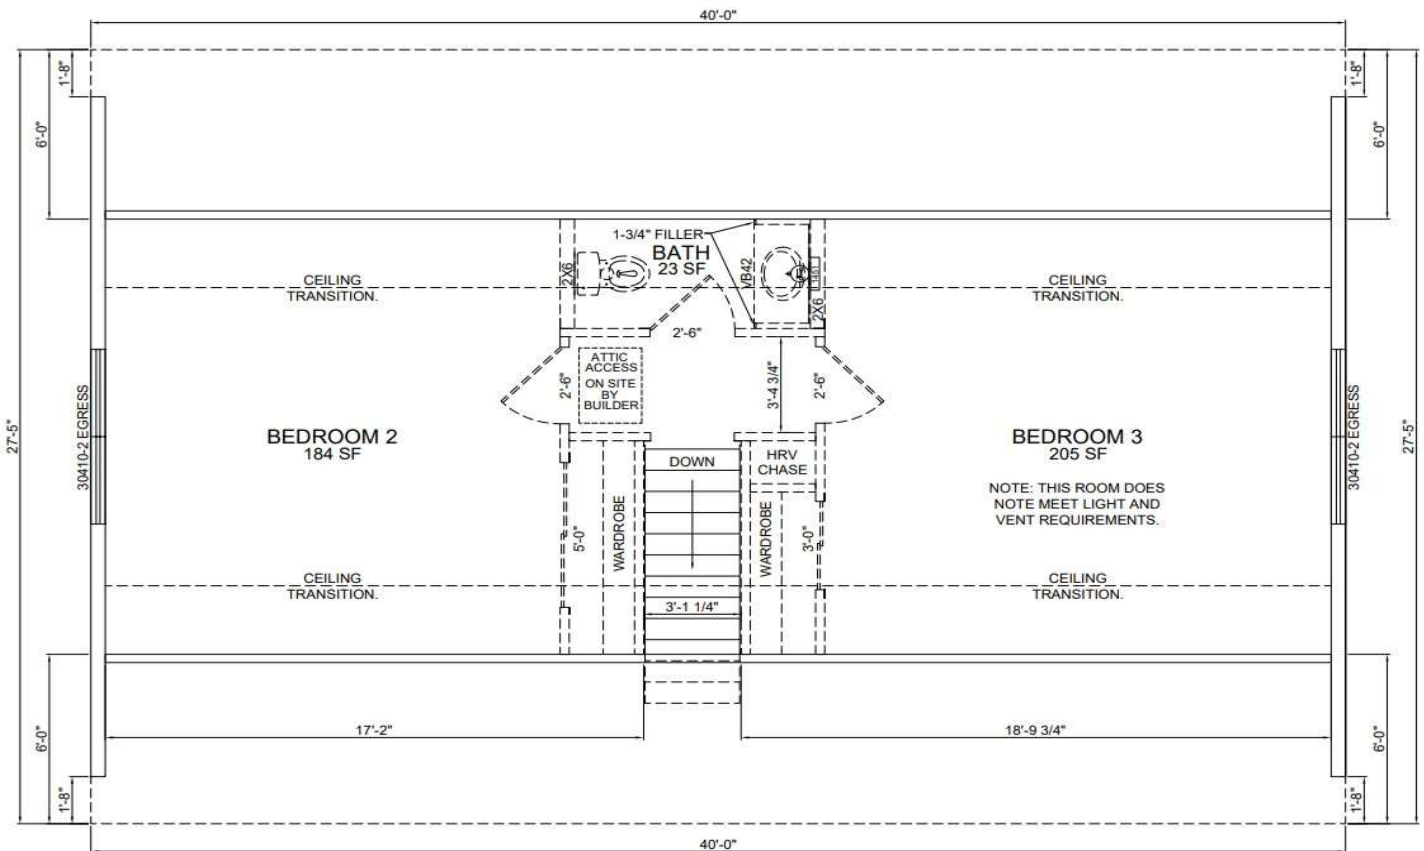 40'-0"
1'-8"
1'-8"
6'-0"
6'-0"
1-3/4" FILLER
BATH
23 SF
2X6
VB42
2X6
CEILING
TRANSITION.
CEILING
TRANSITION.
2'-6"
ATTIC
ACCESS
ON SITE
BY
BUILDER
2'-6"
3'-4 3/4"
2'-6"
30410-2 EGRESS
30410-2 EGRESS
27'-5"
27'-5"
BEDROOM 2
184 SF
BEDROOM 3
205 SF
NOTE: THIS ROOM DOES
NOTE MEET LIGHT AND
VENT REQUIREMENTS.
DOWN
HRV
CHASE
5'-0"
WARDROBE
WARDROBE
3'-0"
CEILING
TRANSITION.
CEILING
TRANSITION.
3'-1 1/4"
17'-2"
18'-9 3/4"
6'-0"
6'-0"
1'-8"
1'-8"
40'-0"